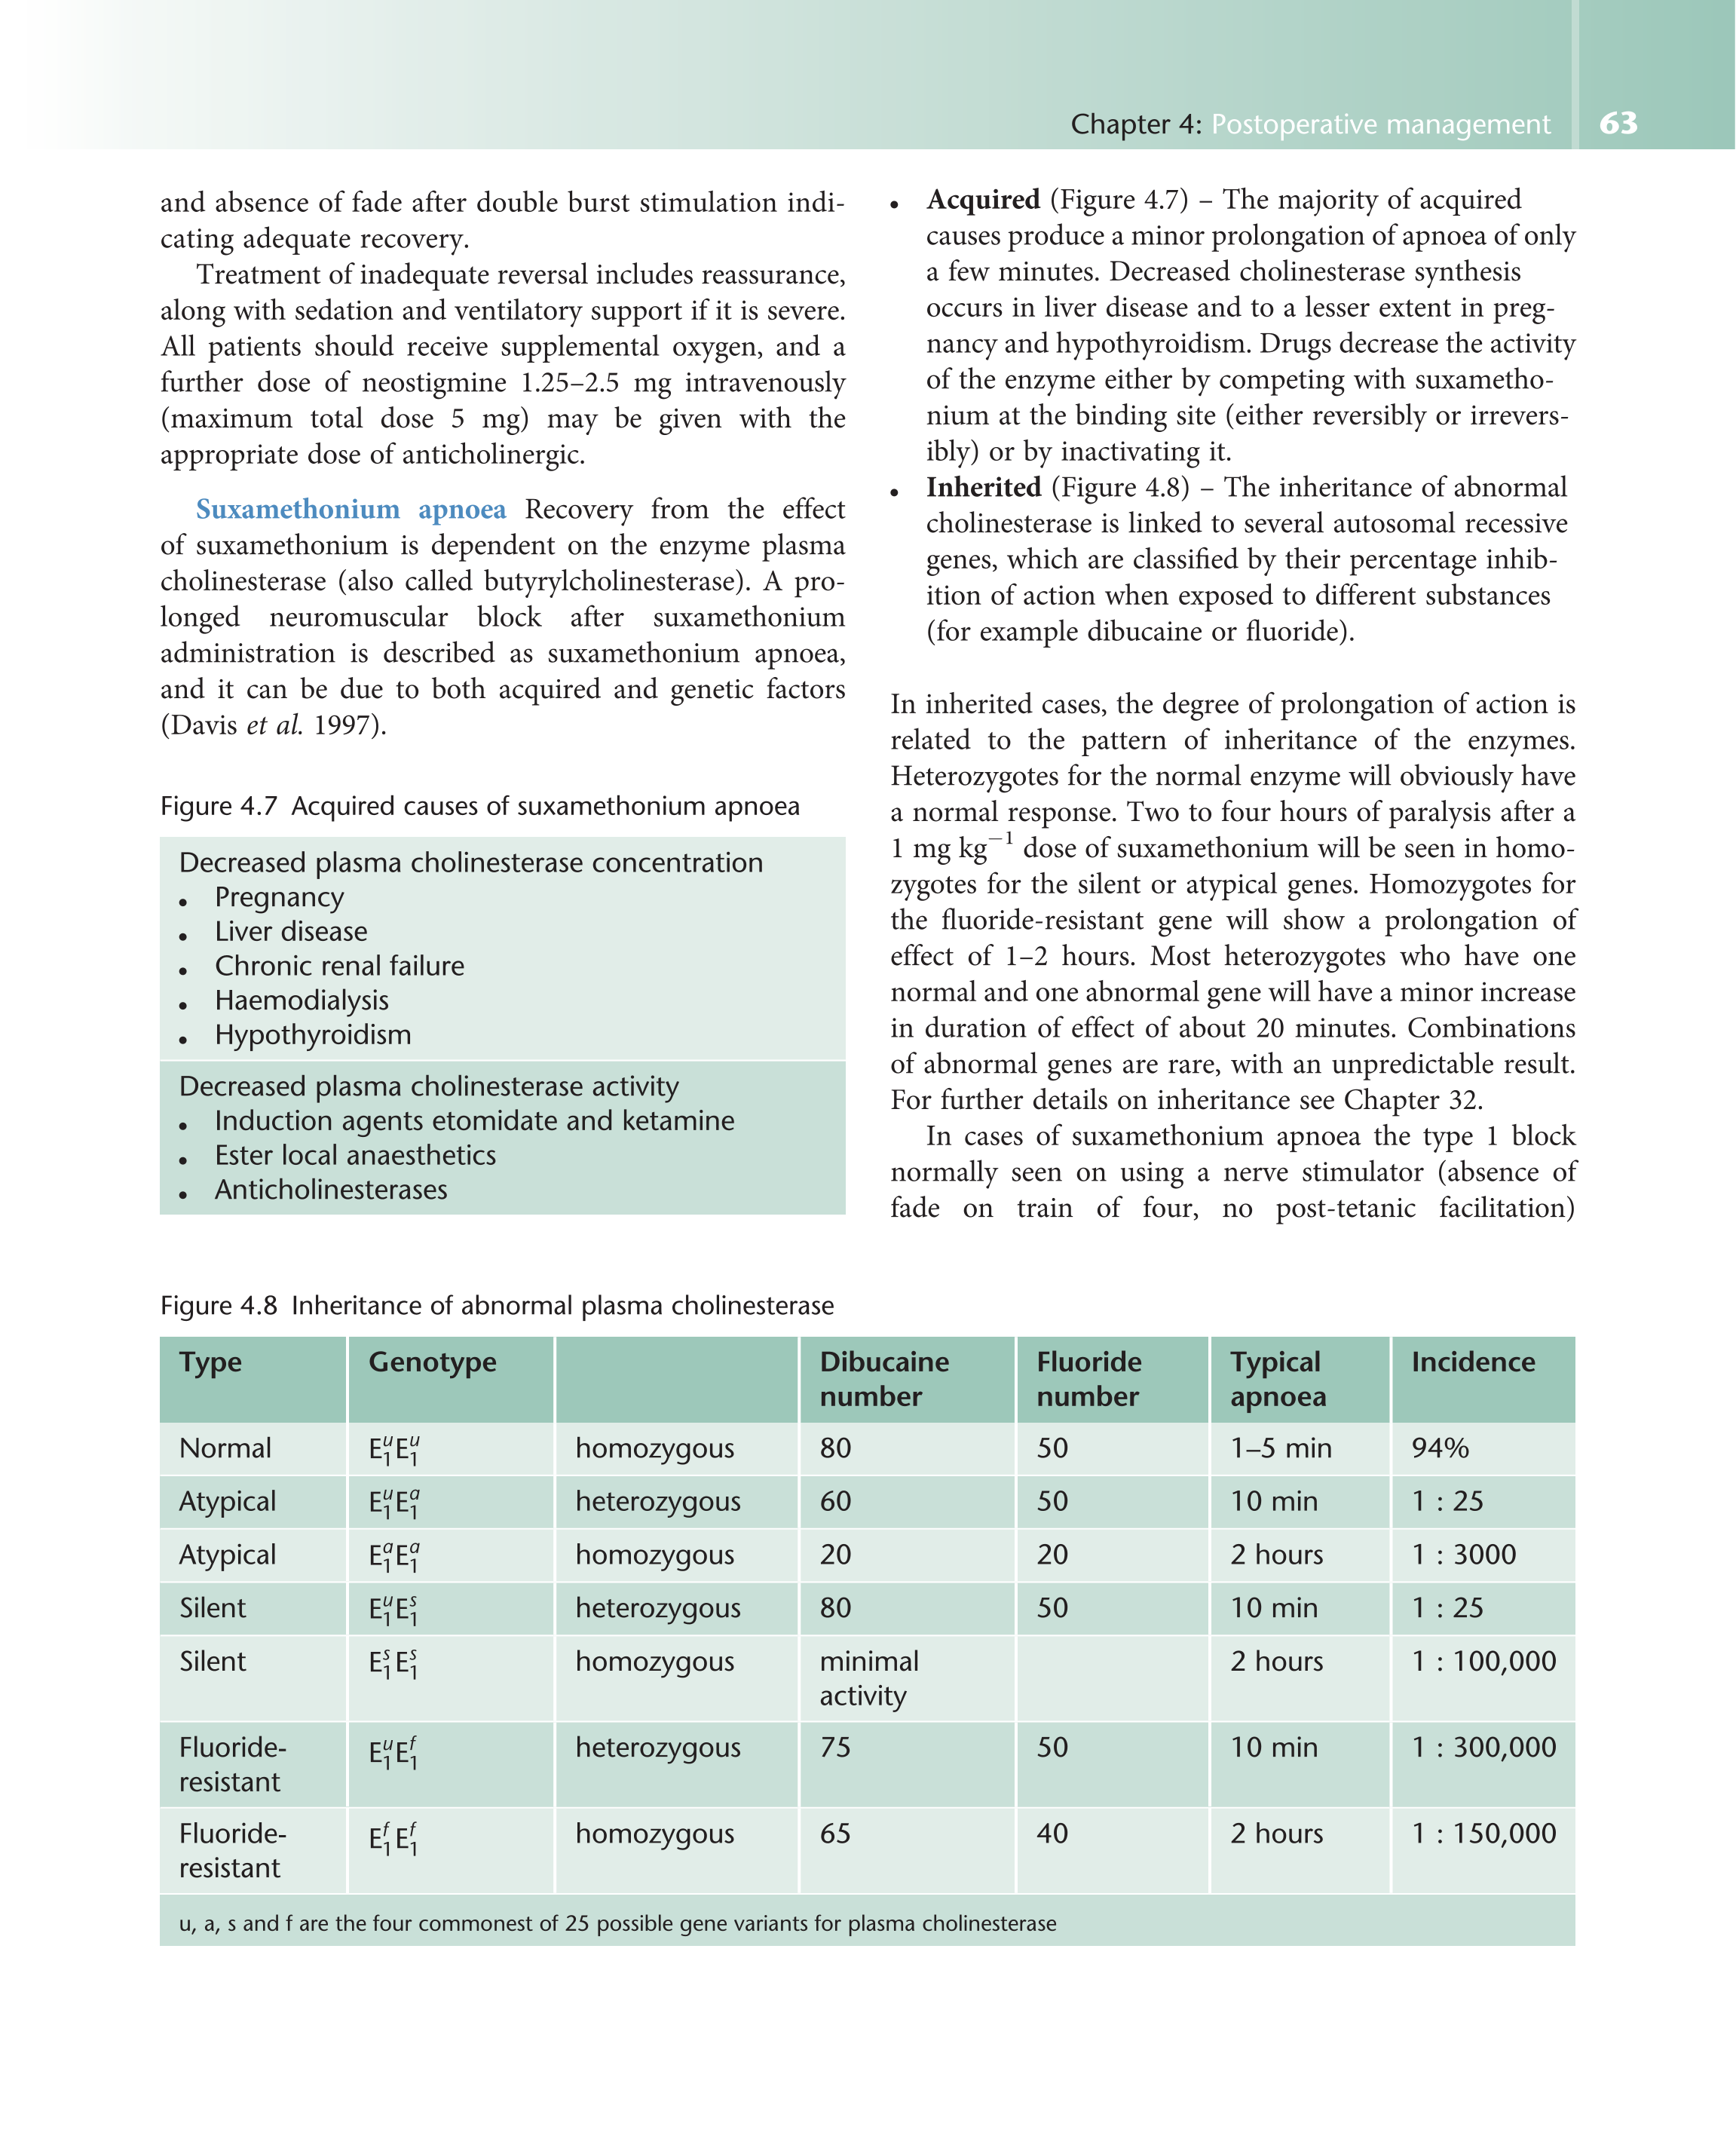 Chapter 4: Postoperative management 63
and absence of fade after double burst stimulation indi-
cating adequate recovery.
Treatment of inadequate reversal includes reassurance,
along with sedation and ventilatory support if it is severe.
All patients should receive supplemental oxygen, and a
further dose of neostigmine 1.25–2.5 mg intravenously
(maximum total dose 5 mg) may be given with the
appropriate dose of anticholinergic.
Suxamethonium apnoea Recovery from the effect
of suxamethonium is dependent on the enzyme plasma
cholinesterase (also called butyrylcholinesterase). A pro-
longed neuromuscular block after suxamethonium
administration is described as suxamethonium apnoea,
and it can be due to both acquired and genetic factors
(Davis et al. 1997).
Figure 4.7 Acquired causes of suxamethonium apnoea
Decreased plasma cholinesterase concentration
• Pregnancy
• Liver disease
• Chronic renal failure
• Haemodialysis
• Hypothyroidism
Decreased plasma cholinesterase activity
• Induction agents etomidate and ketamine
• Ester local anaesthetics
• Anticholinesterases
• Acquired (Figure 4.7) – The majority of acquired
causes produce a minor prolongation of apnoea of only
a few minutes. Decreased cholinesterase synthesis
occurs in liver disease and to a lesser extent in preg-
nancy and hypothyroidism. Drugs decrease the activity
of the enzyme either by competing with suxametho-
nium at the binding site (either reversibly or irrevers-
ibly) or by inactivating it.
• Inherited (Figure 4.8) – The inheritance of abnormal
cholinesterase is linked to several autosomal recessive
genes, which are classified by their percentage inhib-
ition of action when exposed to different substances
(for example dibucaine or fluoride).
In inherited cases, the degree of prolongation of action is
related to the pattern of inheritance of the enzymes.
Heterozygotes for the normal enzyme will obviously have
a normal response. Two to four hours of paralysis after a
1 mg kg⁻¹ dose of suxamethonium will be seen in homo-
zygotes for the silent or atypical genes. Homozygotes for
the fluoride-resistant gene will show a prolongation of
effect of 1–2 hours. Most heterozygotes who have one
normal and one abnormal gene will have a minor increase
in duration of effect of about 20 minutes. Combinations
of abnormal genes are rare, with an unpredictable result.
For further details on inheritance see Chapter 32.
In cases of suxamethonium apnoea the type 1 block
normally seen on using a nerve stimulator (absence of
fade on train of four, no post-tetanic facilitation)
Figure 4.8 Inheritance of abnormal plasma cholinesterase
Type Genotype Dibucaine number Fluoride number Typical apnoea Incidence
Normal E₁ᵘE₁ᵘ homozygous 80 50 1–5 min 94%
Atypical E₁ᵘE₁ᵃ heterozygous 60 50 10 min 1 : 25
Atypical E₁ᵃE₁ᵃ homozygous 20 20 2 hours 1 : 3000
Silent E₁ᵘE₁ˢ heterozygous 80 50 10 min 1 : 25
Silent E₁ˢE₁ˢ homozygous minimal activity 2 hours 1 : 100,000
Fluoride-resistant E₁ᵘE₁ᶠ heterozygous 75 50 10 min 1 : 300,000
Fluoride-resistant E₁ᶠE₁ᶠ homozygous 65 40 2 hours 1 : 150,000
u, a, s and f are the four commonest of 25 possible gene variants for plasma cholinesterase